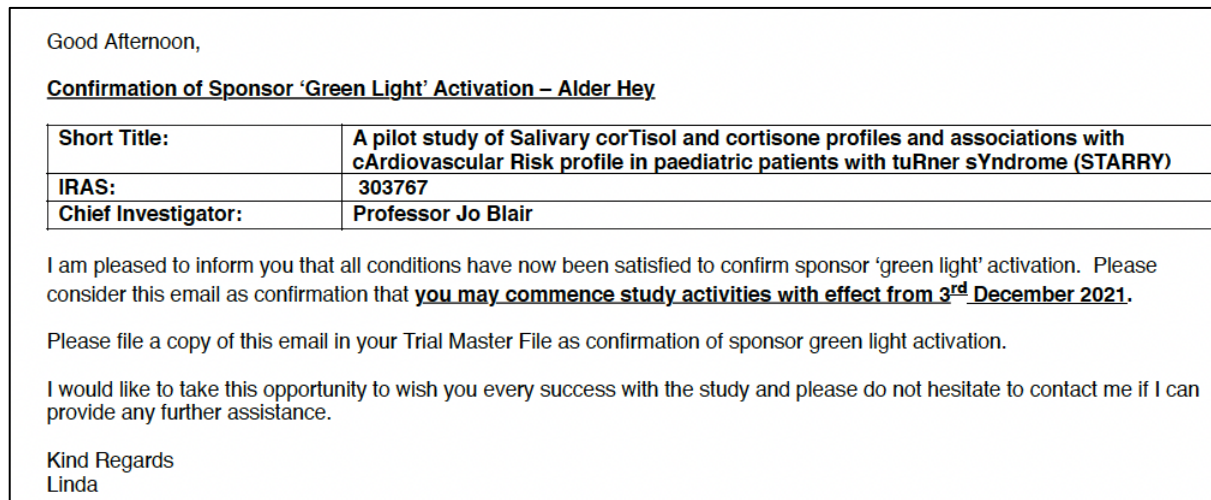 Good Afternoon,
Confirmation of Sponsor ‘Green Light’ Activation – Alder Hey
Short Title: A pilot study of Salivary corTisol and cortisone profiles and associations with
cArdiovascular Risk profile in paediatric patients with tuRner sYndrome (STARRY)
IRAS: 303767
Chief Investigator: Professor Jo Blair
I am pleased to inform you that all conditions have now been satisfied to confirm sponsor ‘green light’ activation. Please
consider this email as confirmation that you may commence study activities with effect from 3rd December 2021.
Please file a copy of this email in your Trial Master File as confirmation of sponsor green light activation.
I would like to take this opportunity to wish you every success with the study and please do not hesitate to contact me if I can
provide any further assistance.
Kind Regards
Linda